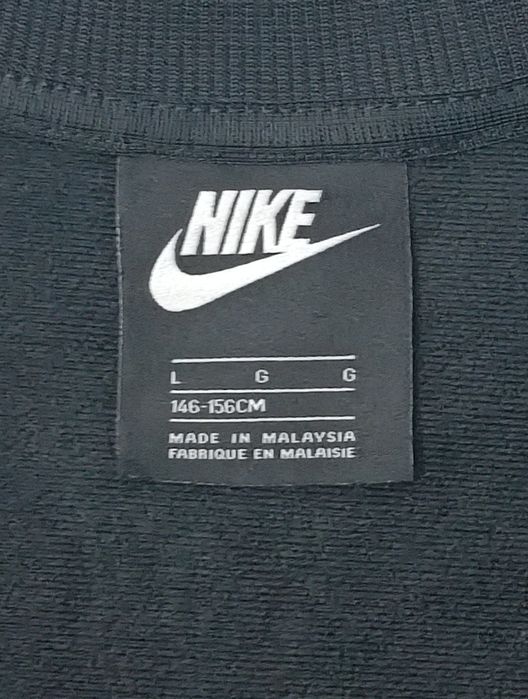 NIKE
L G G
146-156CM
MADE IN MALAYSIA
FABRIQUE EN MALAISIE